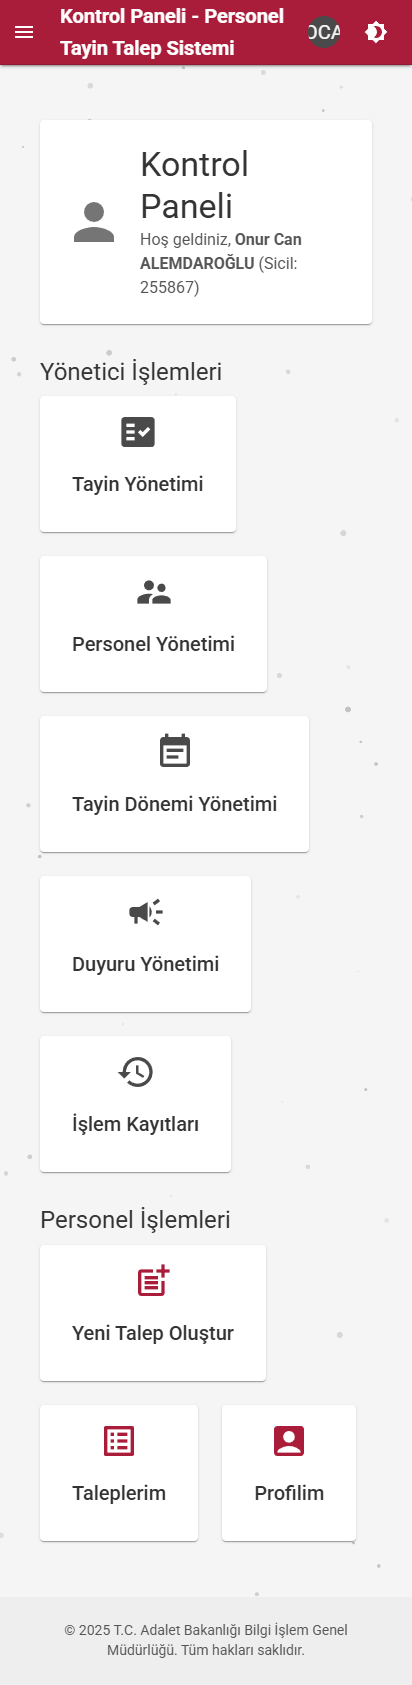 Kontrol Paneli - Personel
Tayin Talep Sistemi
OCA
Kontrol
Paneli
Hoş geldiniz, Onur Can
ALEMDAROĞLU (Sicil:
255867)
Yönetici İşlemleri
Tayin Yönetimi
Personel Yönetimi
Tayin Dönemi Yönetimi
Duyuru Yönetimi
İşlem Kayıtları
Personel İşlemleri
Yeni Talep Oluştur
Taleplerim
Profilim
© 2025 T.C. Adalet Bakanlığı Bilgi İşlem Genel
Müdürlüğü. Tüm hakları saklıdır.